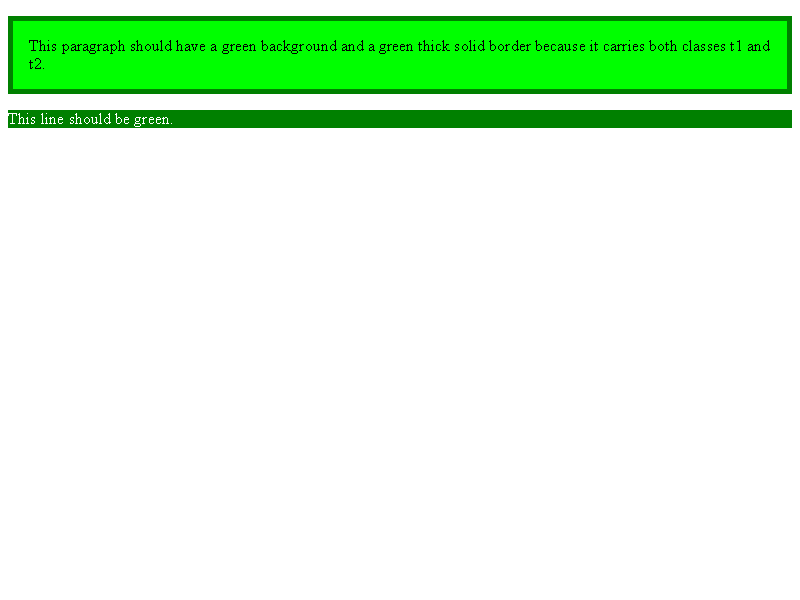 This paragraph should have a green background and a green thick solid border because it carries both classes t1 and
t2.
This line should be green.